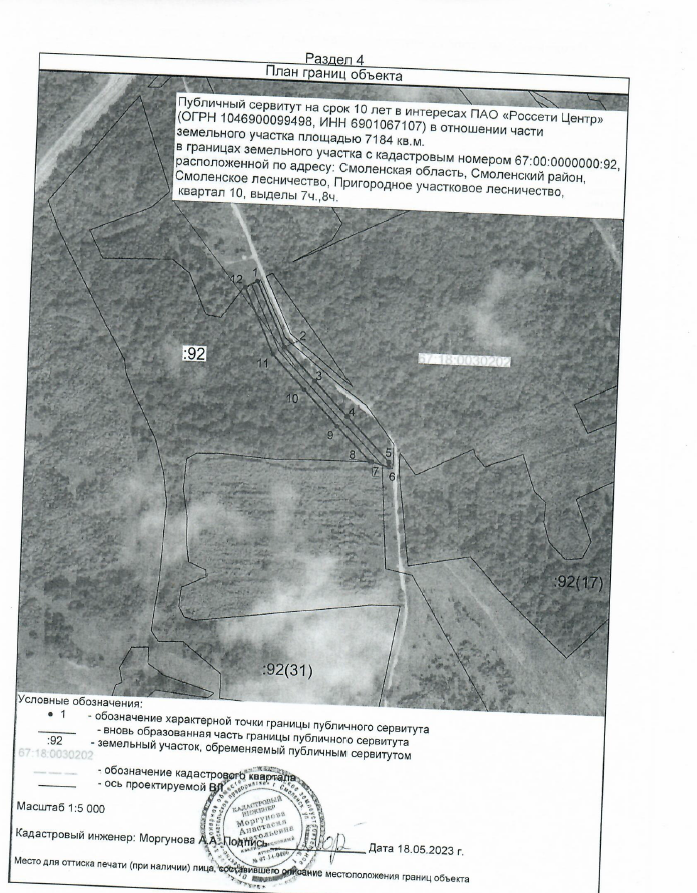 Раздел 4
План границ объекта
Публичный сервитут на срок 10 лет в интересах ПАО «Россети Центр»
(ОГРН 1046900099498, ИНН 6901067107) в отношении части
земельного участка площадью 7184 кв.м.
в границах земельного участка с кадастровым номером 67:00:0000000:92,
расположенной по адресу: Смоленская область, Смоленский район,
Смоленское лесничество, Пригородное участковое лесничество,
квартал 10, выделы 7ч.,8ч.
12 1
2
:92
67:18:0030202
11
3
10
4
9
8 5
7 6
:92(17)
:92(31)
Условные обозначения:
1 - обозначение характерной точки границы публичного сервитута
- вновь образованная часть границы публичного сервитута
:92 - земельный участок, обременяемый публичным сервитутом
67:18:0030202
- обозначение кадастрового квартала
- ось проектируемой ВЛ
Масштаб 1:5 000
КАДАСТРОВЫЙ
ИНЖЕНЕР
Моргунова
Анастасия
Анатольевна
Кадастровый инженер: Моргунова А.А. Подпись Дата 18.05.2023 г.
Место для оттиска печати (при наличии) лица, составившего описание местоположения границ объекта